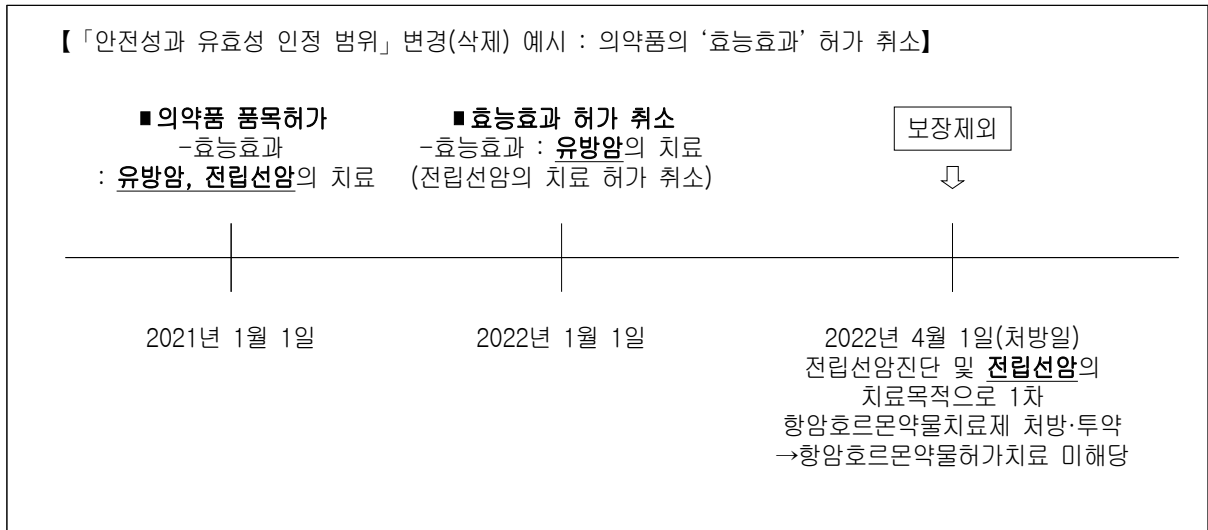 【「안전성과 유효성 인정 범위」 변경(삭제) 예시 : 의약품의 ‘효능효과’ 허가 취소】
■의약품 품목허가
-효능효과
: 유방암, 전립선암의 치료
■효능효과 허가 취소
-효능효과 : 유방암의 치료
(전립선암의 치료 허가 취소)
보장제외
⇩
2021년 1월 1일
2022년 1월 1일
2022년 4월 1일(처방일)
전립선암진단 및 전립선암의
치료목적으로 1차
항암호르몬약물치료제 처방·투약
→항암호르몬약물허가치료 미해당